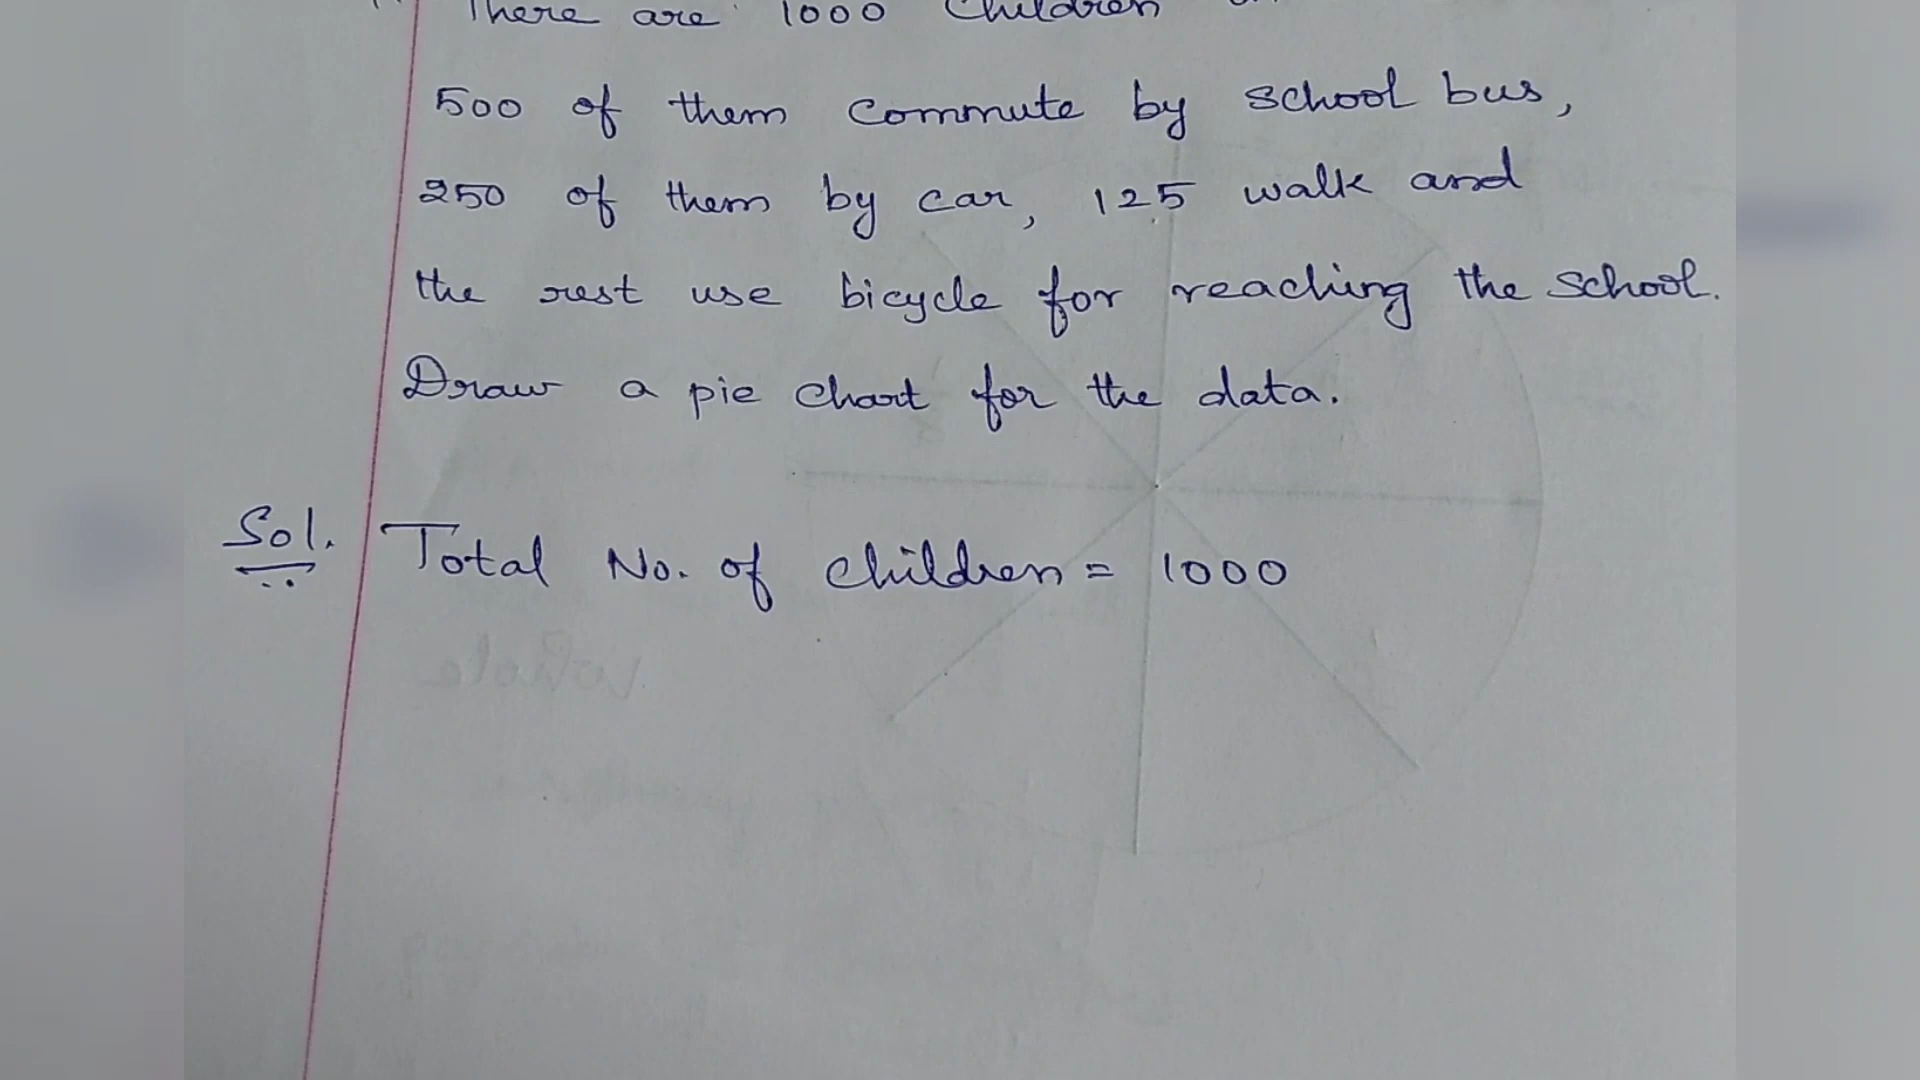 There are 1000 children
500 of them commute by school bus,
250 of them by car, 125 walk and
the rest use bicycle for reaching the school.
Draw a pie chart for the data.
Sol. Total No. of children = 1000
whole